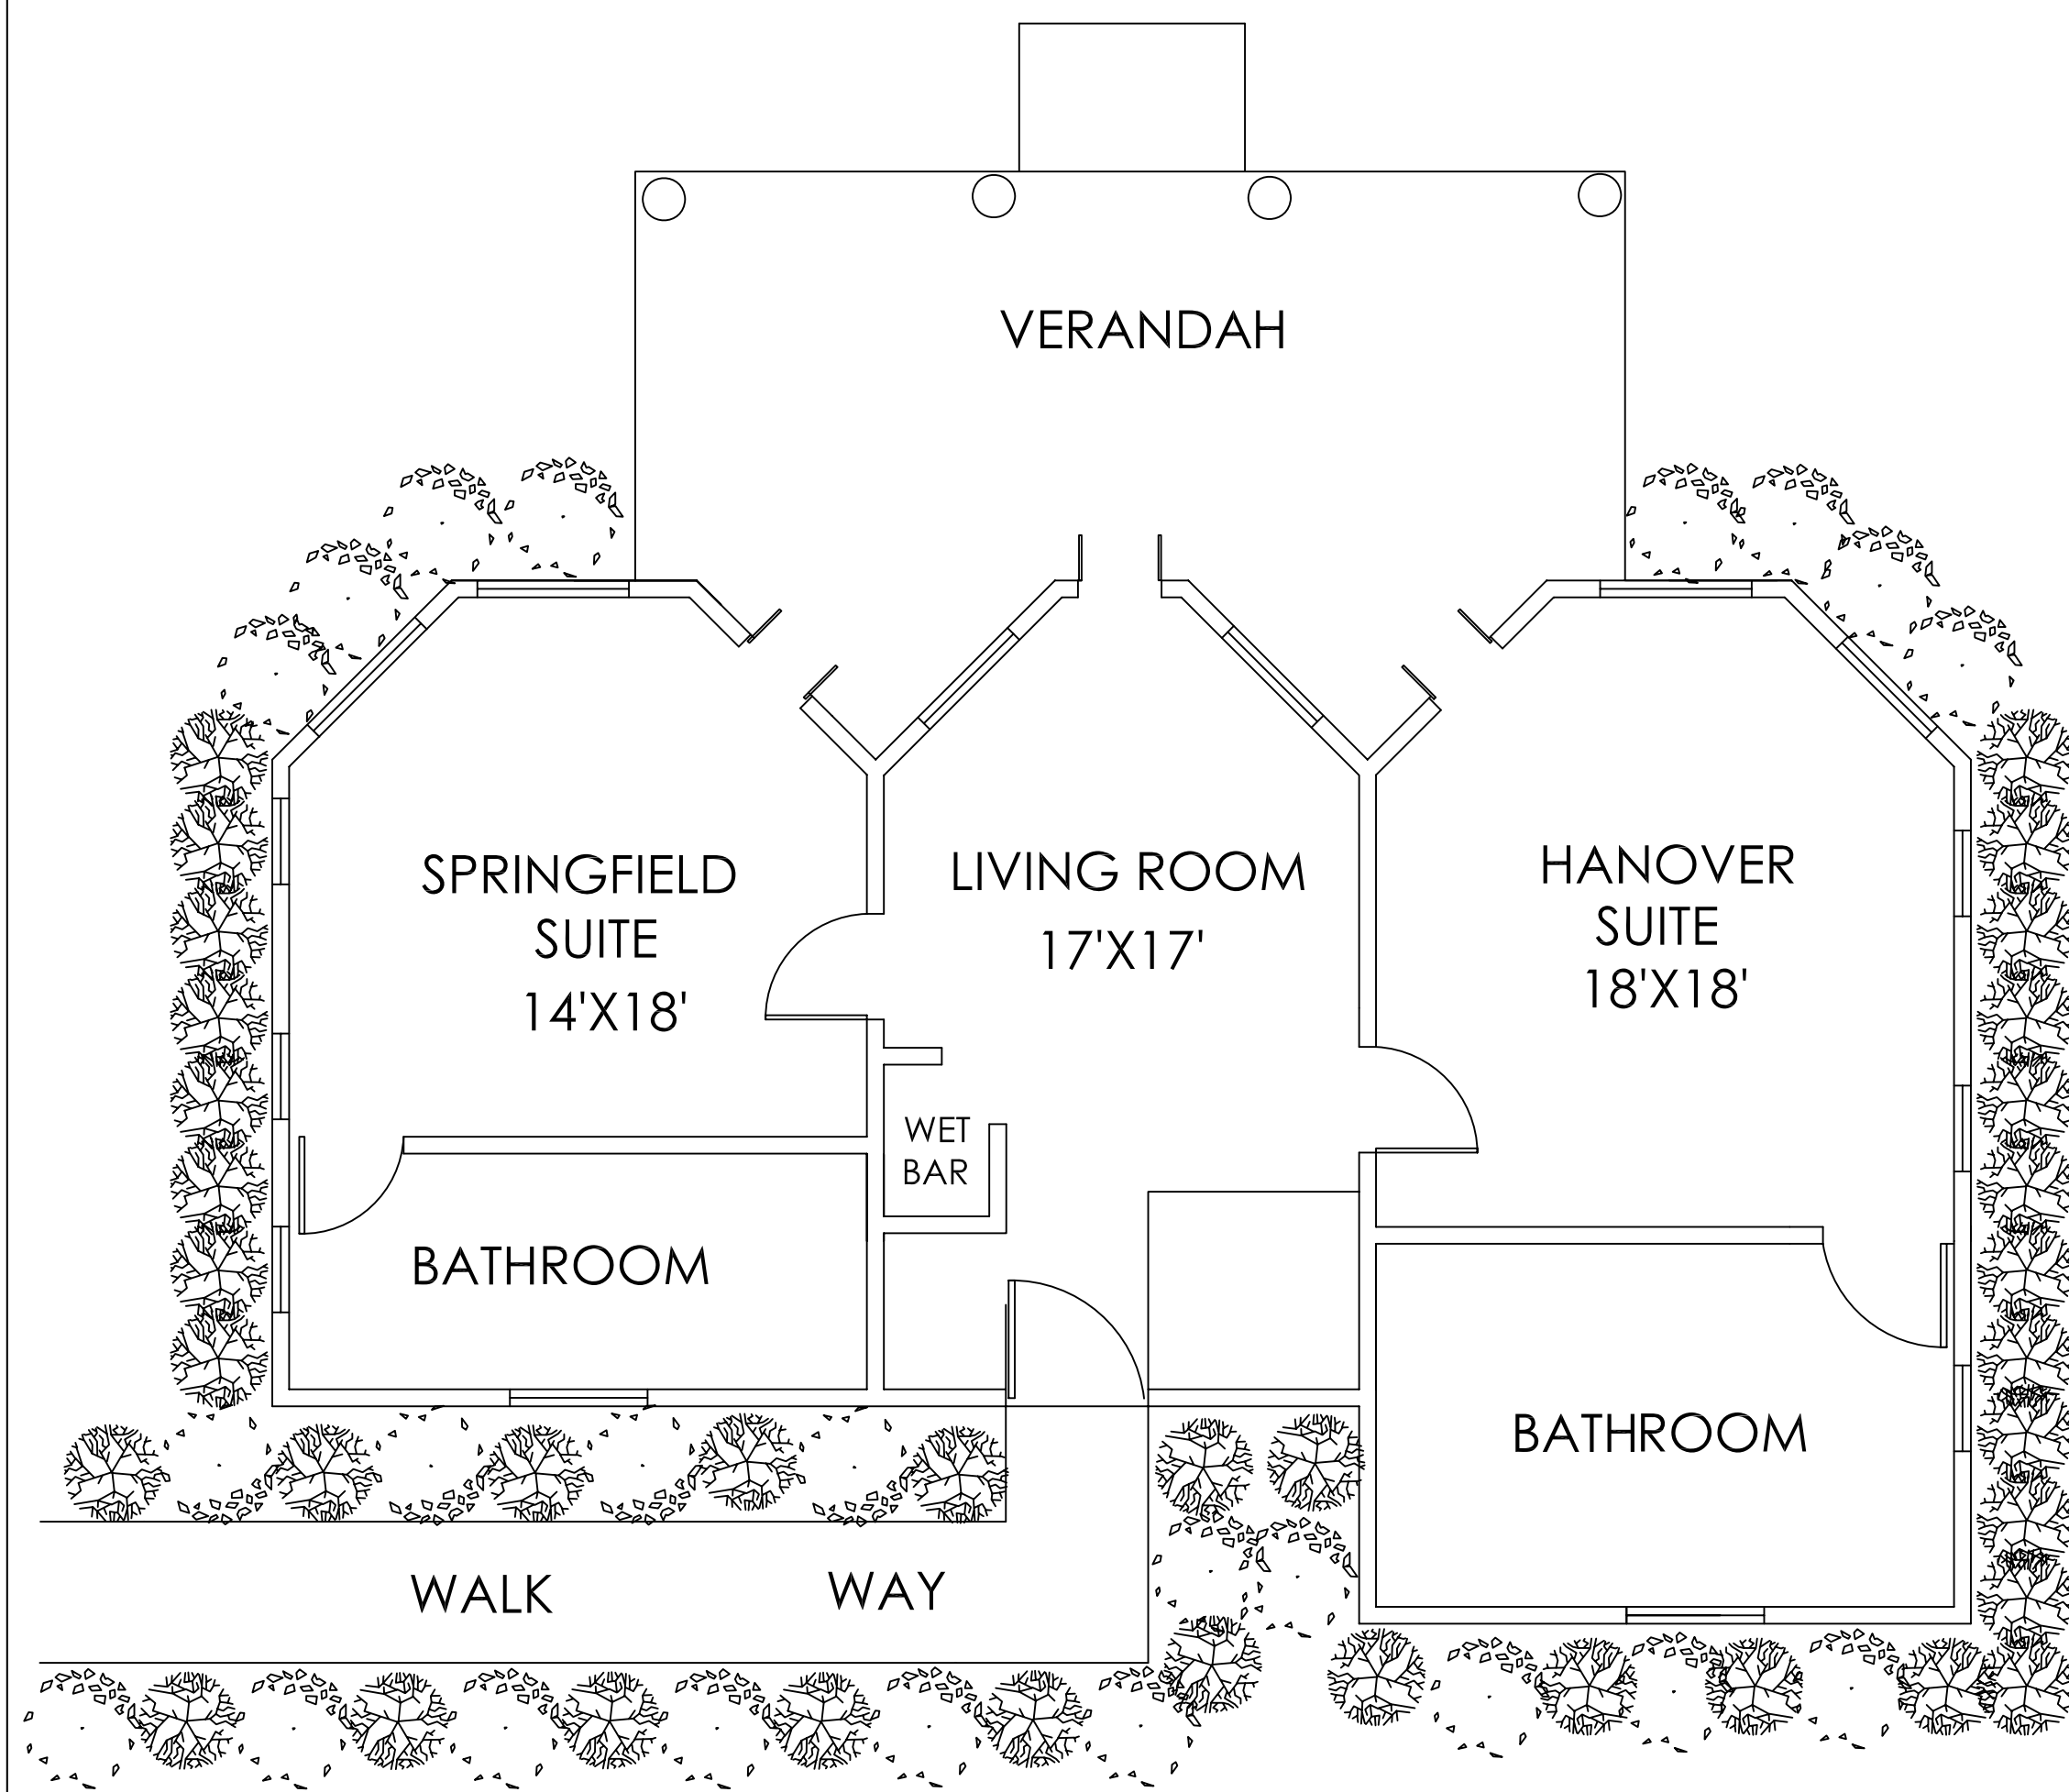 VERANDAH
SPRINGFIELD
SUITE
14'X18'
LIVING ROOM
17'X17'
HANOVER
SUITE
18'X18'
WET
BAR
BATHROOM
BATHROOM
WALK WAY